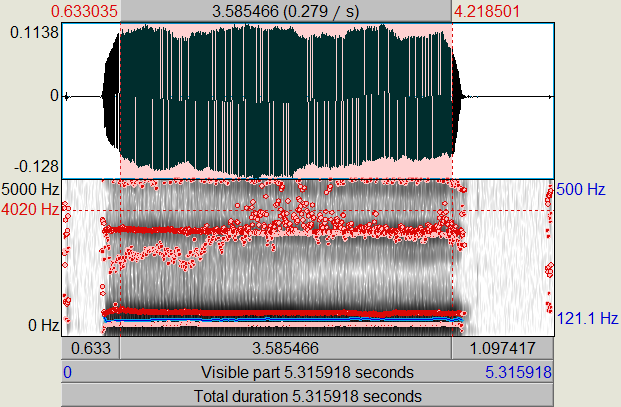 0.633035 3.585466 (0.279 / s) 4.218501
0.1138
0
-0.128
5000 Hz 500 Hz
4020 Hz
0 Hz 121.1 Hz
0.633 3.585466 1.097417
0 Visible part 5.315918 seconds 5.315918
Total duration 5.315918 seconds